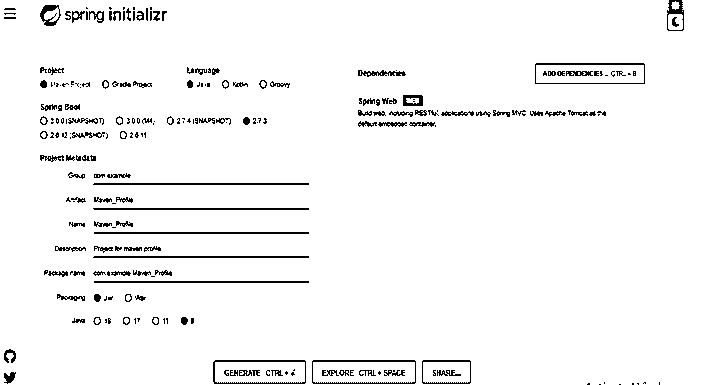 spring initializr
Project
Maven Project Gradle Project
Language
Java Kotlin Groovy
Spring Boot
3.0.0 (SNAPSHOT) 3.0.0 (M4) 2.7.4 (SNAPSHOT) 2.7.3
2.6.12 (SNAPSHOT) 2.6.11
Project Metadata
Group com.example
Artifact Maven_Profile
Name Maven_Profile
Description Project for maven profile
Package name com.example.Maven_Profile
Packaging Jar War
Java 18 17 11 8
Dependencies
ADD DEPENDENCIES... CTRL + B
Spring Web WEB
Build web, including RESTful, applications using Spring MVC. Uses Apache Tomcat as the
default embedded container.
GENERATE CTRL +
EXPLORE CTRL + SPACE
SHARE...